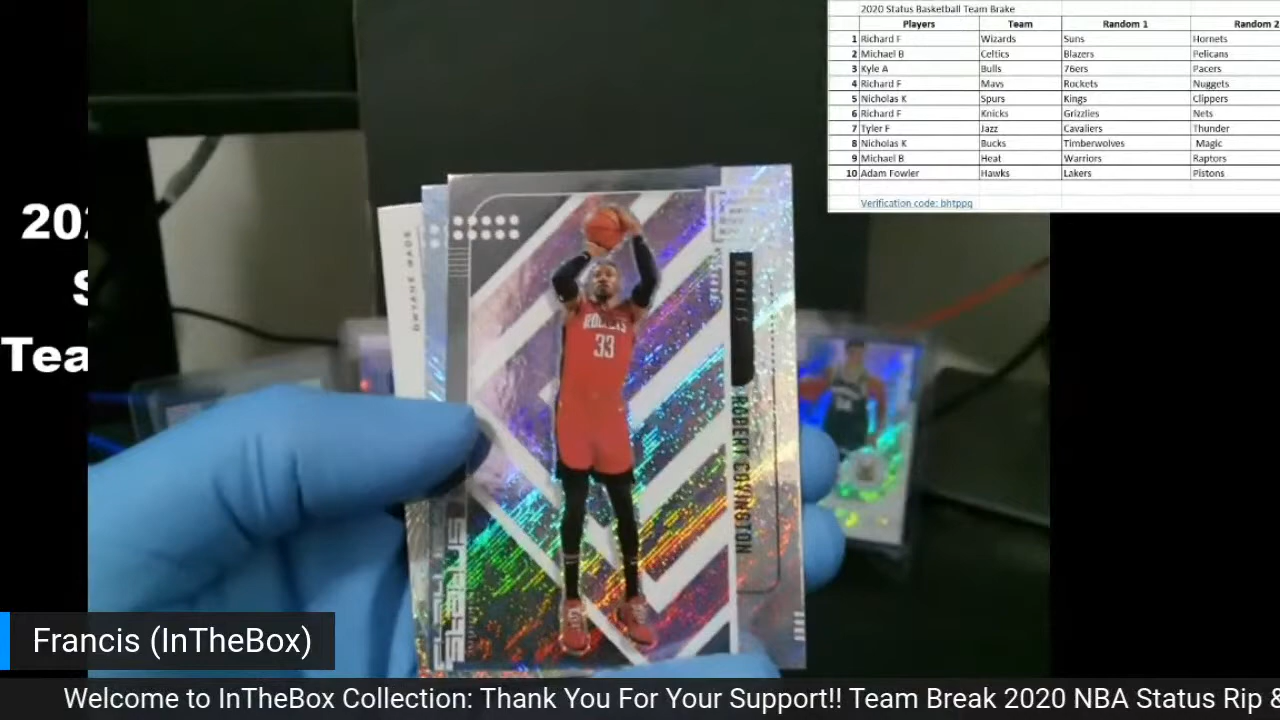 2020 Status Basketball Team Brake
Players Team Random 1 Random 2
1 Richard F Wizards Suns Hornets
2 Michael B Celtics Blazers Pelicans
3 Kyle A Bulls 76ers Pacers
4 Richard F Mavs Rockets Nuggets
5 Nicholas K Spurs Kings Clippers
6 Richard F Knicks Grizzlies Nets
7 Tyler F Jazz Cavaliers Thunder
8 Nicholas K Bucks Timberwolves Magic
9 Michael B Heat Warriors Raptors
10 Adam Fowler Hawks Lakers Pistons
Verification code: bhtppq
202
S
Tea
DWYANE WADE
ROCKETS
33
ROCKETS
ROBERT COVINGTON
STATUS
Francis (InTheBox)
Welcome to InTheBox Collection: Thank You For Your Support!! Team Break 2020 NBA Status Rip &